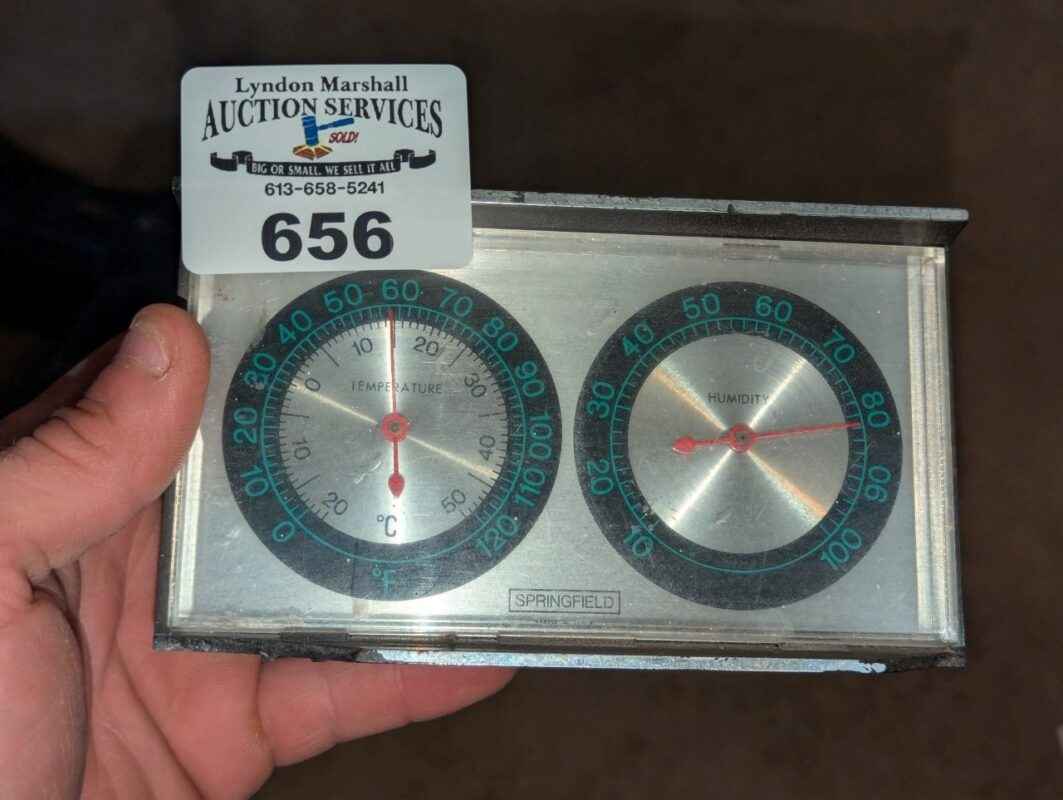 Lyndon Marshall
AUCTION SERVICES
SOLD!
BIG OR SMALL, WE SELL IT ALL
613-658-5241
656
0 10 20 30 40 50 60 70 80 90 100 110 120
20 10 0 10 20 30 40 50
TEMPERATURE
°C
°F
10 20 30 40 50 60 70 80 90 100
HUMIDITY
SPRINGFIELD